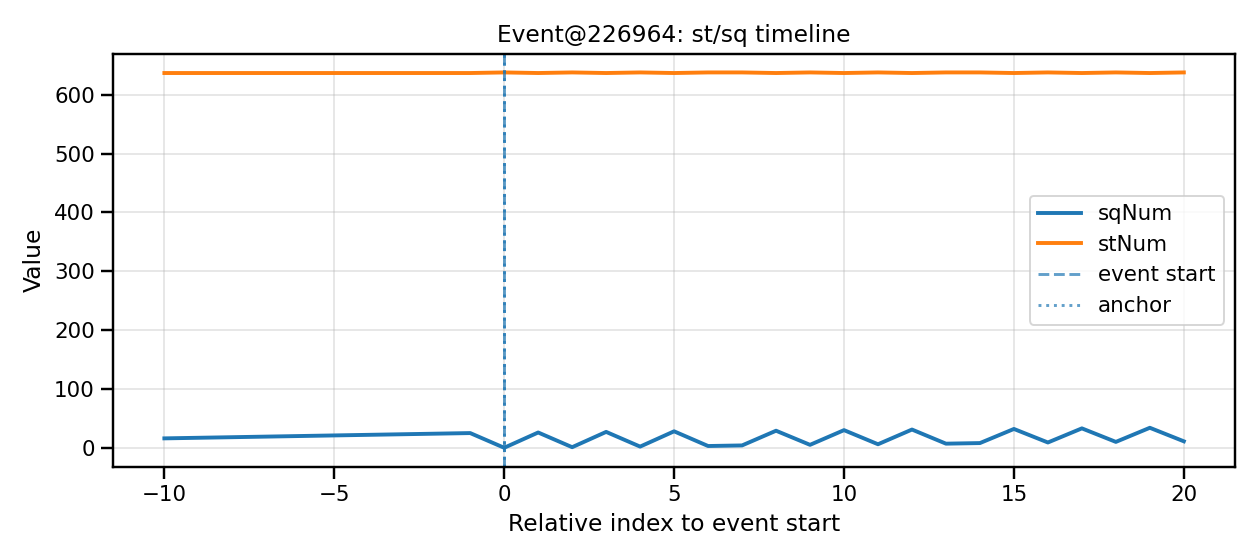 Event@226964: st/sq timeline
Value
600
500
400
300
200
100
0
sqNum
stNum
event start
anchor
−10
−5
0
5
10
15
20
Relative index to event start